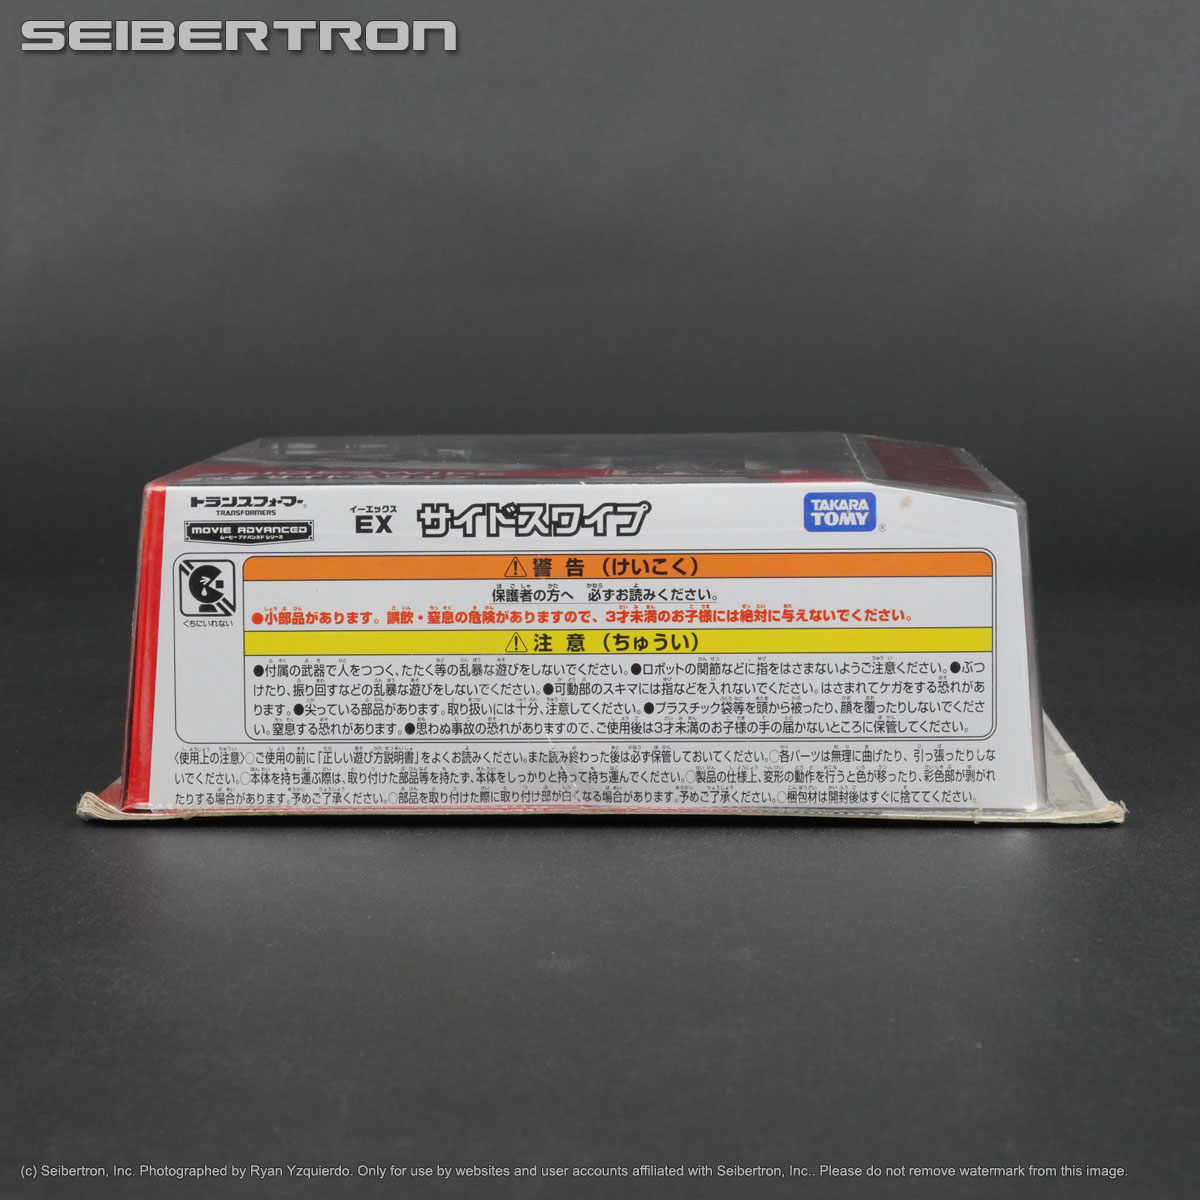 SEIBERTRON
トランスフォーマー
TRANSFORMERS
MOVIE ADVANCED
ムービー アドバンスド シリーズ
イーエックス
EX サイドスワイプ
TAKARA
TOMY
®
くちにいれない
警告（けいこく）
保護者の方へ 必ずお読みください。
●小部品があります。誤飲・窒息の危険がありますので、3才未満のお子様には絶対に与えないでください。
注意（ちゅうい）
●付属の武器で人をつつく、たたく等の乱暴な遊びをしないでください。●ロボットの関節などに指をはさまないようご注意ください。●ぶつ
けたり、振り回すなどの乱暴な遊びをしないでください。●可動部のスキマには指などを入れないでください。はさまれてケガをする恐れがあ
ります。●尖っている部品があります。取り扱いには十分、注意してください。●プラスチック袋等を頭から被ったり、顔を覆ったりしないでくださ
い。窒息する恐れがあります。●思わぬ事故の恐れがありますので、ご使用後は3才未満のお子様の手の届かないところに保管してください。
〈使用上の注意〉○ご使用の前に「正しい遊び方説明書」をよくお読みください。また読み終わった後は必ず保管しておいてください。○各パーツは無理に曲げたり、引っ張ったりしな
いでください。○本体を持ち運ぶ際は、取り付けた部品等を持たず、本体をしっかりと持って持ち運んでください。○製品の仕様上、変形の動作を行うと色が移ったり、彩色部が剥がれ
たりする場合があります。予めご了承ください。○部品を取り付けた際に取り付け部が白くなる場合があります。予めご了承ください。○梱包材は開封後はすぐに捨ててください。
(c) Seibertron, Inc. Photographed by Ryan Yzquierdo. Only for use by websites and user accounts affiliated with Seibertron, Inc.. Please do not remove watermark from this image.